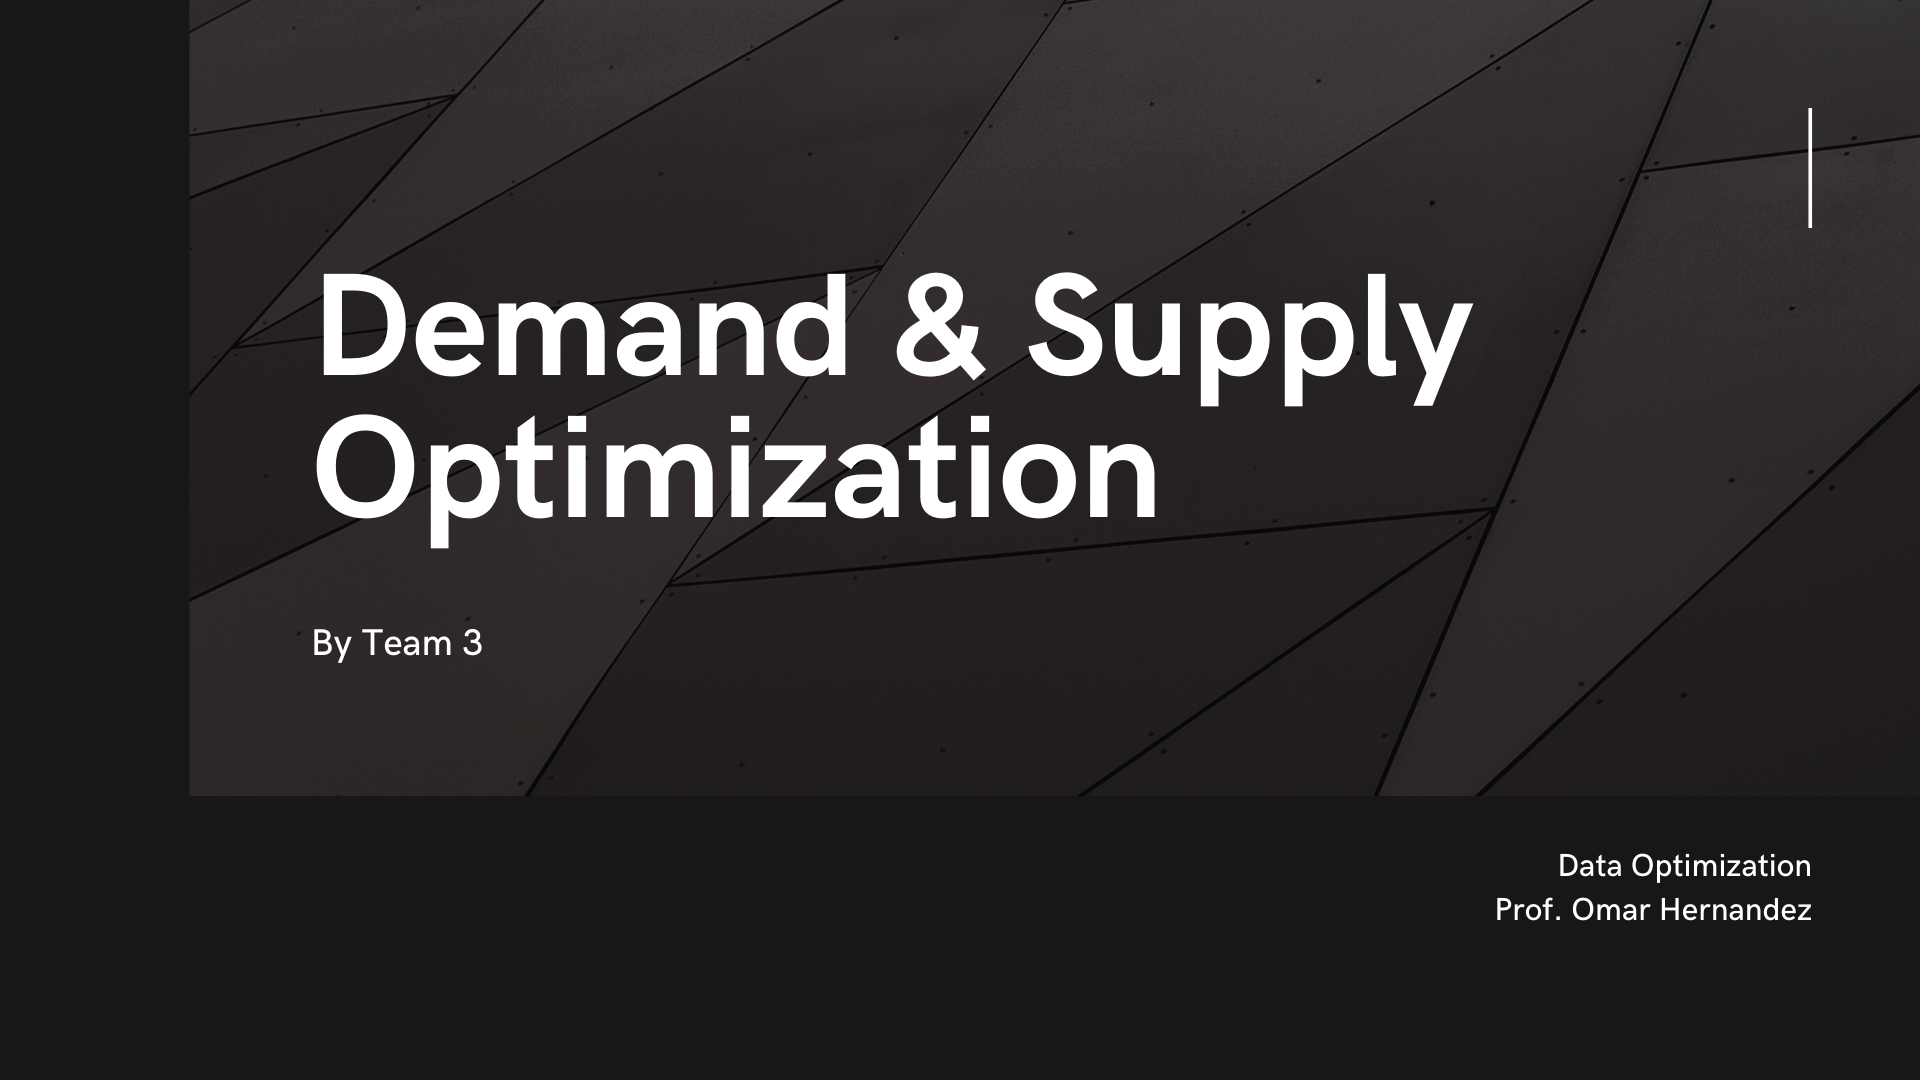 Demand & Supply
Optimization
By Team 3
Data Optimization
Prof. Omar Hernandez